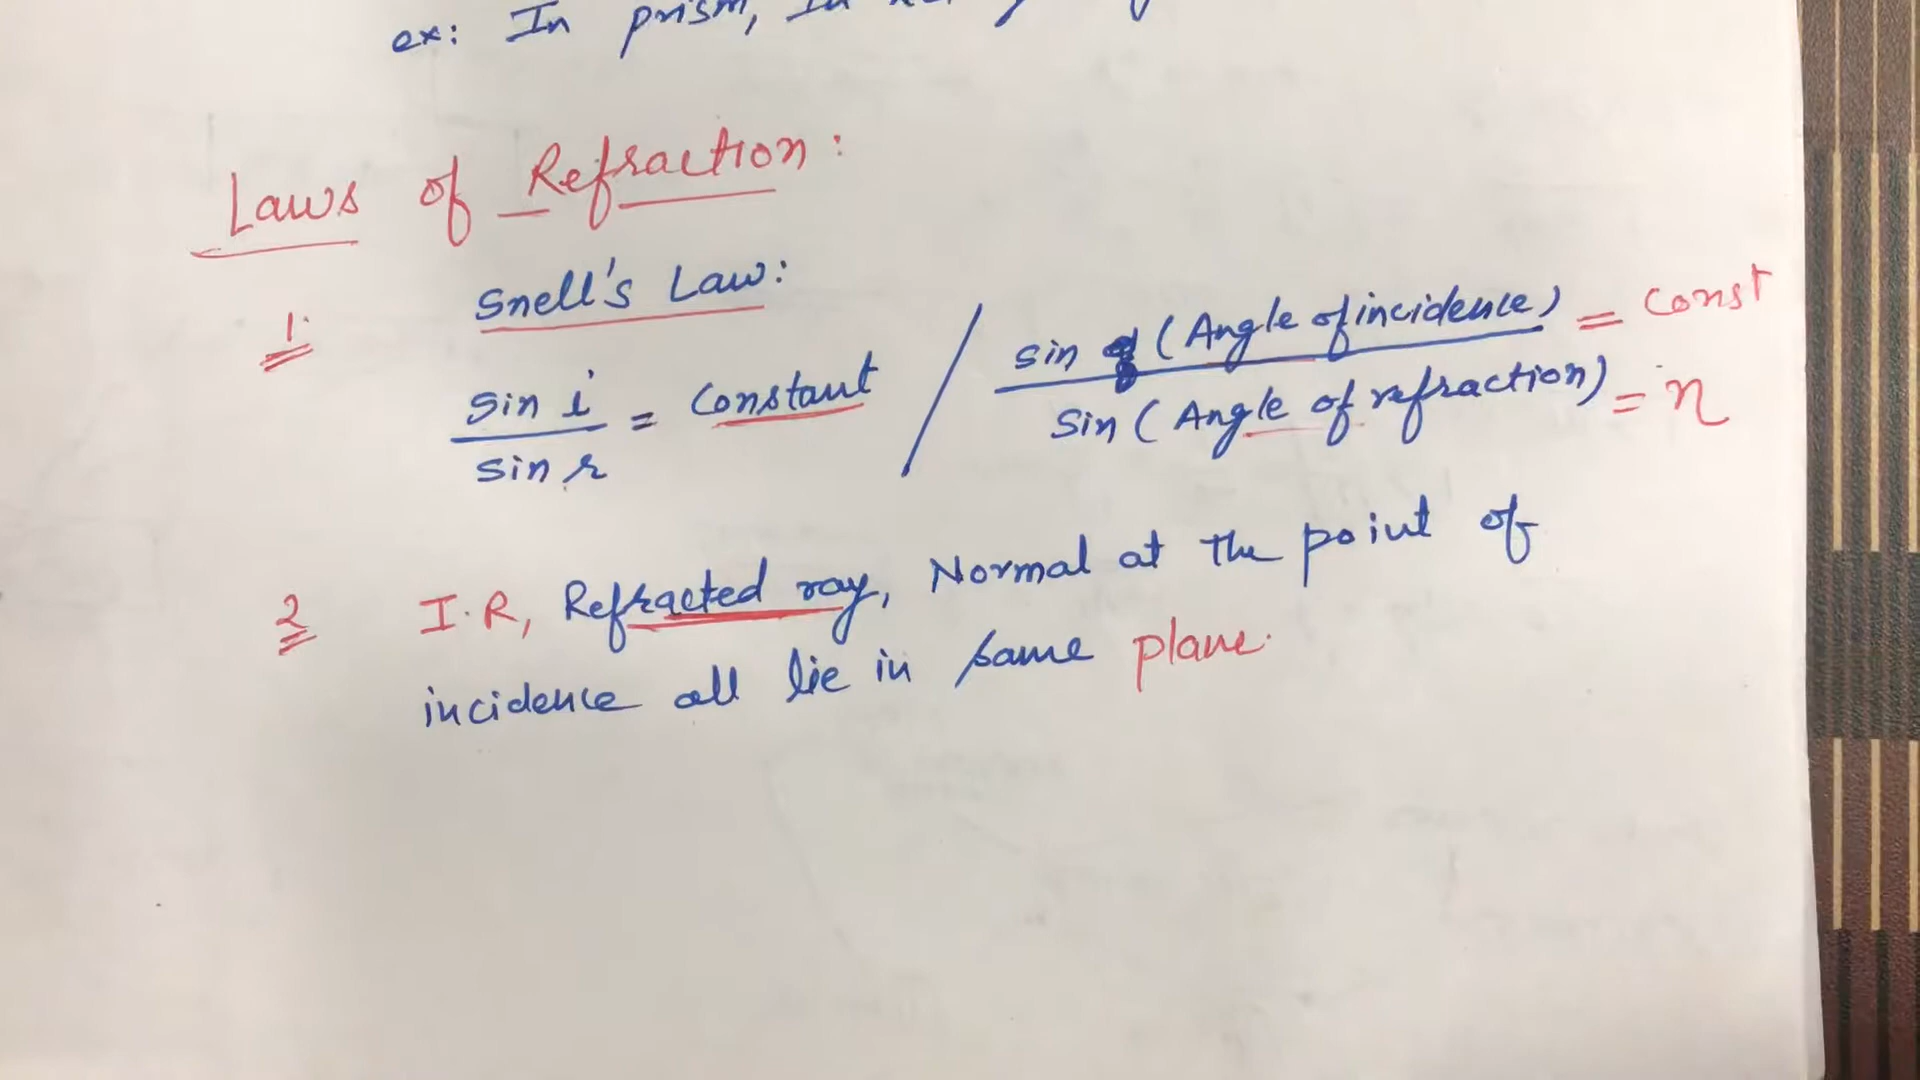 ex: In prism, In
Laws of Refraction:
1. Snell's Law:
sin i / sin r = Constant / sin (Angle of incidence) / sin (Angle of refraction) = Const = n
2 I.R, Refracted ray, Normal at the point of
incidence all lie in same plane.